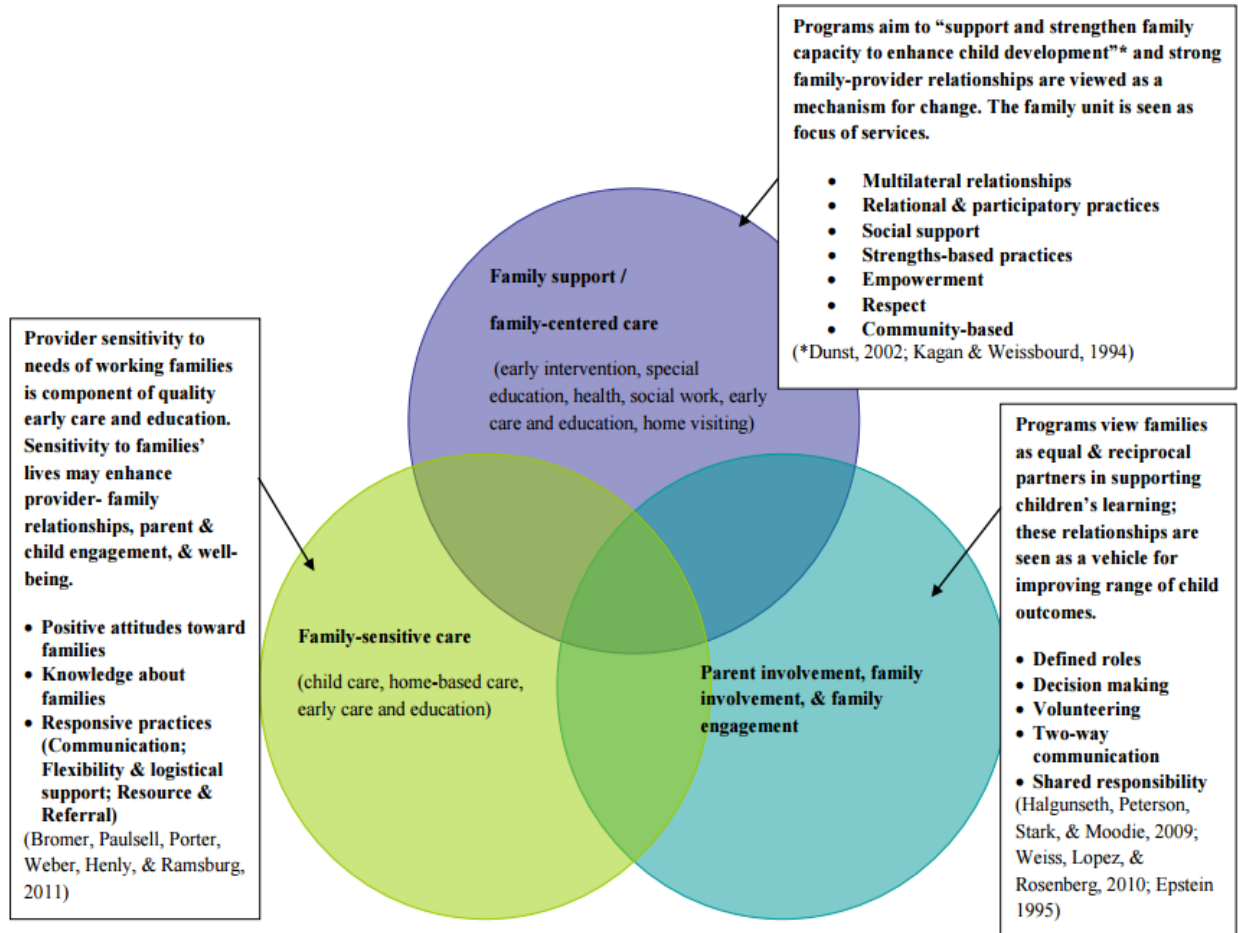 Programs aim to “support and strengthen family
capacity to enhance child development”* and strong
family-provider relationships are viewed as a
mechanism for change. The family unit is seen as
focus of services.
• Multilateral relationships
• Relational & participatory practices
• Social support
• Strengths-based practices
• Empowerment
• Respect
• Community-based
(*Dunst, 2002; Kagan & Weissbourd, 1994)
Family support /
family-centered care
(early intervention, special
education, health, social work, early
care and education, home visiting)
Provider sensitivity to
needs of working families
is component of quality
early care and education.
Sensitivity to families’
lives may enhance
provider- family
relationships, parent &
child engagement, & well-
being.
• Positive attitudes toward
families
• Knowledge about
families
• Responsive practices
(Communication;
Flexibility & logistical
support; Resource &
Referral)
(Bromer, Paulsell, Porter,
Weber, Henly, & Ramsburg,
2011)
Family-sensitive care
(child care, home-based care,
early care and education)
Parent involvement, family
involvement, & family
engagement
Programs view families
as equal & reciprocal
partners in supporting
children’s learning;
these relationships are
seen as a vehicle for
improving range of child
outcomes.
• Defined roles
• Decision making
• Volunteering
• Two-way
communication
• Shared responsibility
(Halgunseth, Peterson,
Stark, & Moodie, 2009;
Weiss, Lopez, &
Rosenberg, 2010; Epstein
1995)